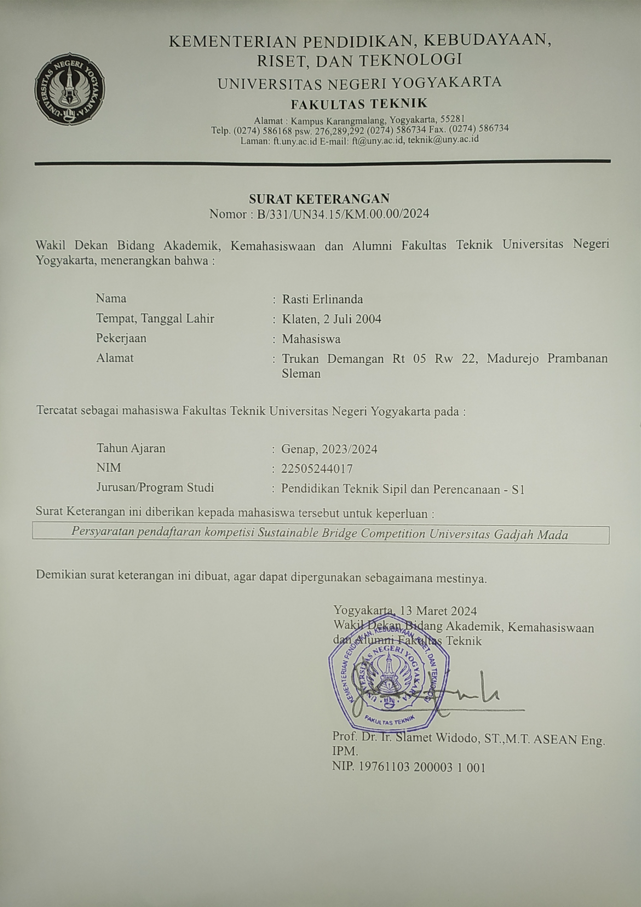 KEMENTERIAN PENDIDIKAN, KEBUDAYAAN,
RISET, DAN TEKNOLOGI
UNIVERSITAS NEGERI YOGYAKARTA
FAKULTAS TEKNIK
Alamat : Kampus Karangmalang, Yogyakarta, 55281
Telp. (0274) 586168 psw. 276,289,292 (0274) 586734 Fax. (0274) 586734
Laman: ft.uny.ac.id E-mail: ft@uny.ac.id, teknik@uny.ac.id
UNIVERSITAS NEGERI YOGYAKARTA
SURAT KETERANGAN
Nomor : B/331/UN34.15/KM.00.00/2024
Wakil Dekan Bidang Akademik, Kemahasiswaan dan Alumni Fakultas Teknik Universitas Negeri
Yogyakarta, menerangkan bahwa :
Nama : Rasti Erlinanda
Tempat, Tanggal Lahir : Klaten, 2 Juli 2004
Pekerjaan : Mahasiswa
Alamat : Trukan Demangan Rt 05 Rw 22, Madurejo Prambanan
Sleman
Tercatat sebagai mahasiswa Fakultas Teknik Universitas Negeri Yogyakarta pada :
Tahun Ajaran : Genap, 2023/2024
NIM : 22505244017
Jurusan/Program Studi : Pendidikan Teknik Sipil dan Perencanaan - S1
Surat Keterangan ini diberikan kepada mahasiswa tersebut untuk keperluan :
Persyaratan pendaftaran kompetisi Sustainable Bridge Competition Universitas Gadjah Mada
Demikian surat keterangan ini dibuat, agar dapat dipergunakan sebagaimana mestinya.
Yogyakarta, 13 Maret 2024
Wakil Dekan Bidang Akademik, Kemahasiswaan
dan Alumni Fakultas Teknik
KEMENTERIAN PENDIDIKAN, KEBUDAYAAN, RISET, DAN TEKNOLOGI
UNIVERSITAS NEGERI YOGYAKARTA
FAKULTAS TEKNIK
Prof. Dr. Ir. Slamet Widodo, ST.,M.T. ASEAN Eng.
IPM.
NIP. 19761103 200003 1 001